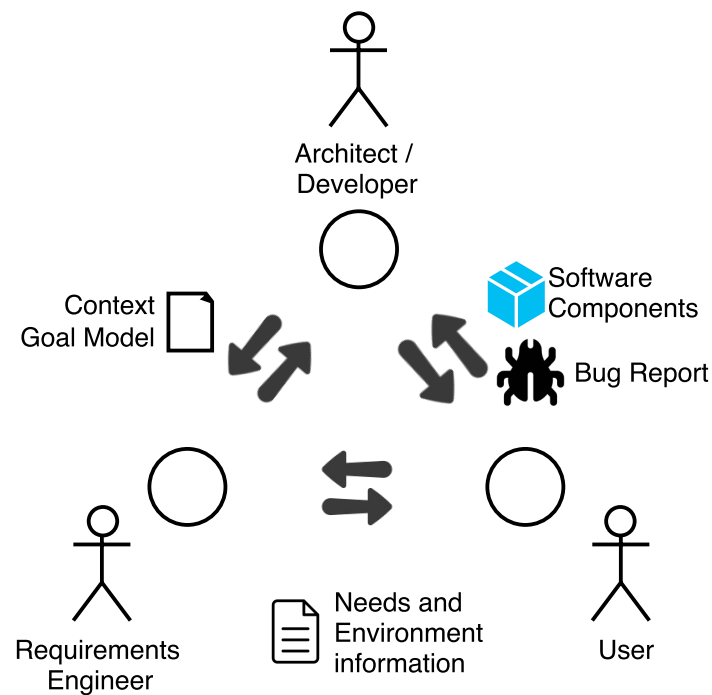 Architect /
Developer
Context
Goal Model
Software
Components
Bug Report
Needs and
Environment
information
Requirements
Engineer
User